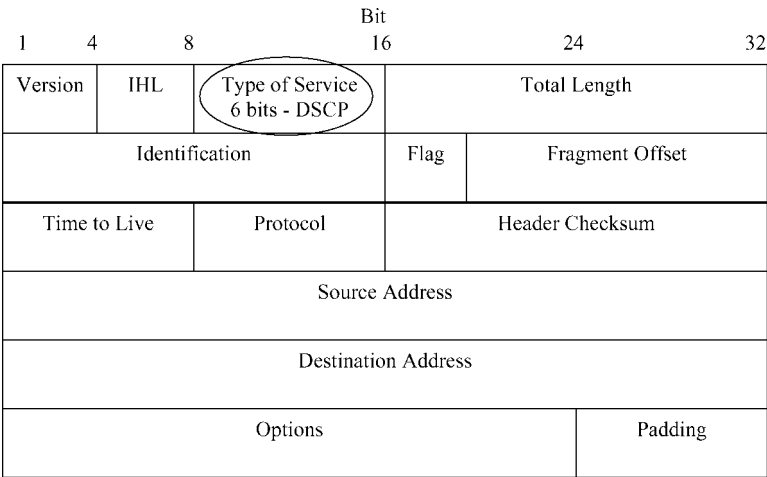 Bit
1 4 8 16 24 32
Version IHL Type of Service Total Length
6 bits - DSCP
Identification Flag Fragment Offset
Time to Live Protocol Header Checksum
Source Address
Destination Address
Options Padding